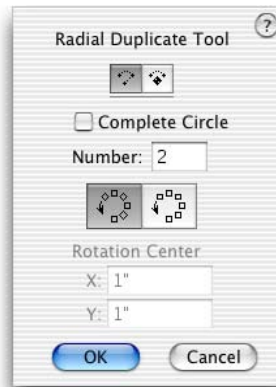 ?
Radial Duplicate Tool
Complete Circle
Number: 2
Rotation Center
X: 1"
Y: 1"
OK Cancel